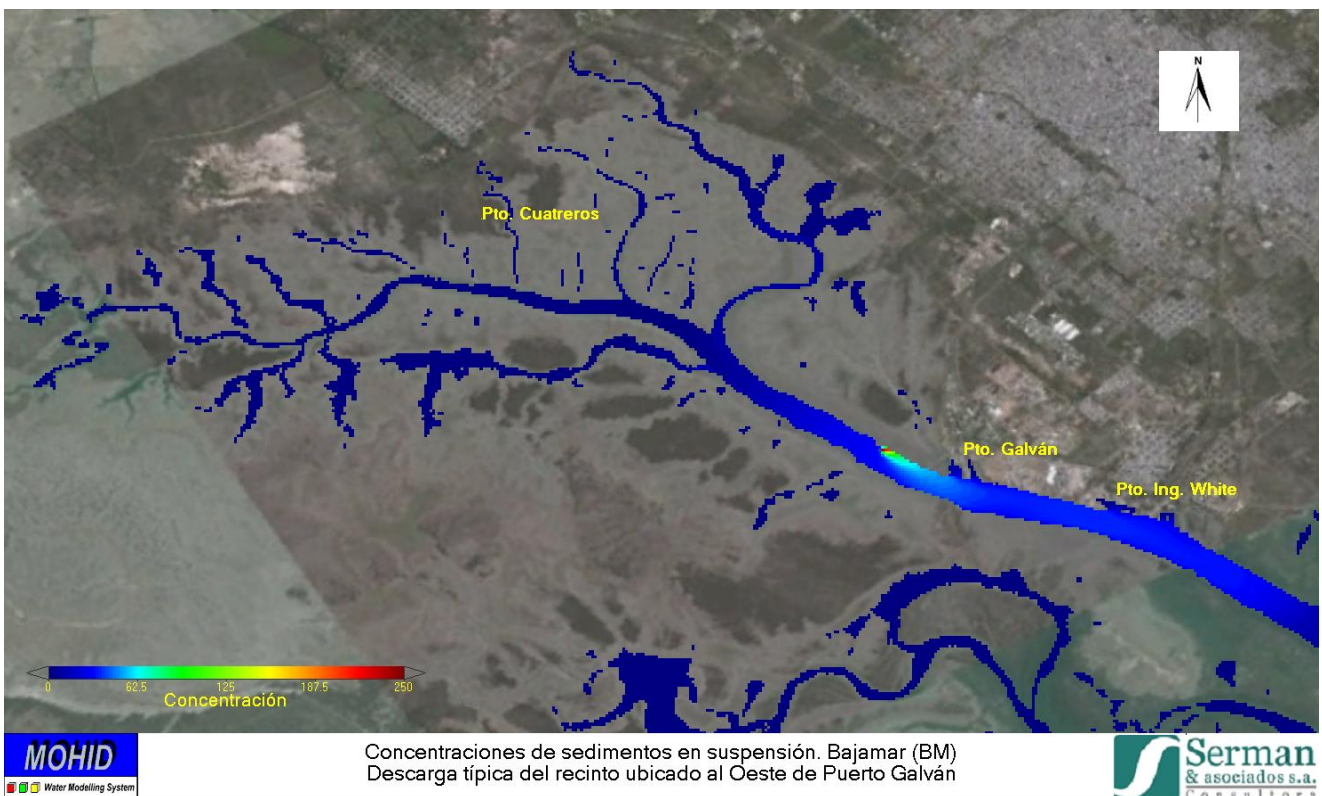 N
Pto. Cuatreros
Pto. Galván
Pto. Ing. White
0 62.5 125 187.5 250
Concentración
MOHID
Water Modelling System
Concentraciones de sedimentos en suspensión. Bajamar (BM)
Descarga típica del recinto ubicado al Oeste de Puerto Galván
Serman
& asociados s.a.
Consultora